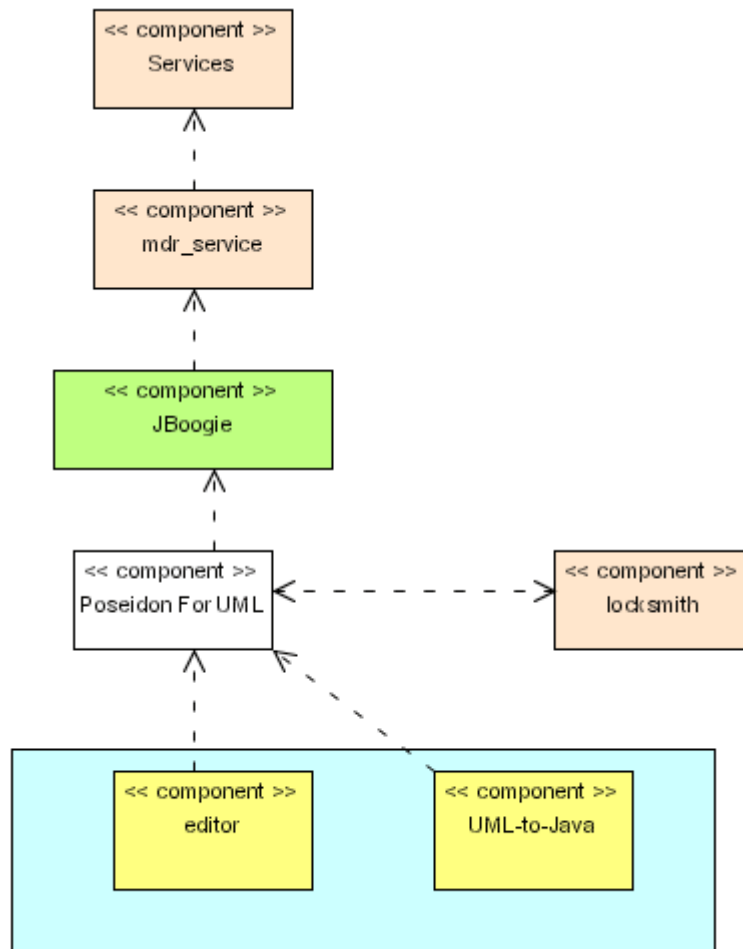 << component >>
Services
<< component >>
mdr_service
<< component >>
JBoogie
<< component >>
Poseidon For UML
<< component >>
locksmith
<< component >>
editor
<< component >>
UML-to-Java